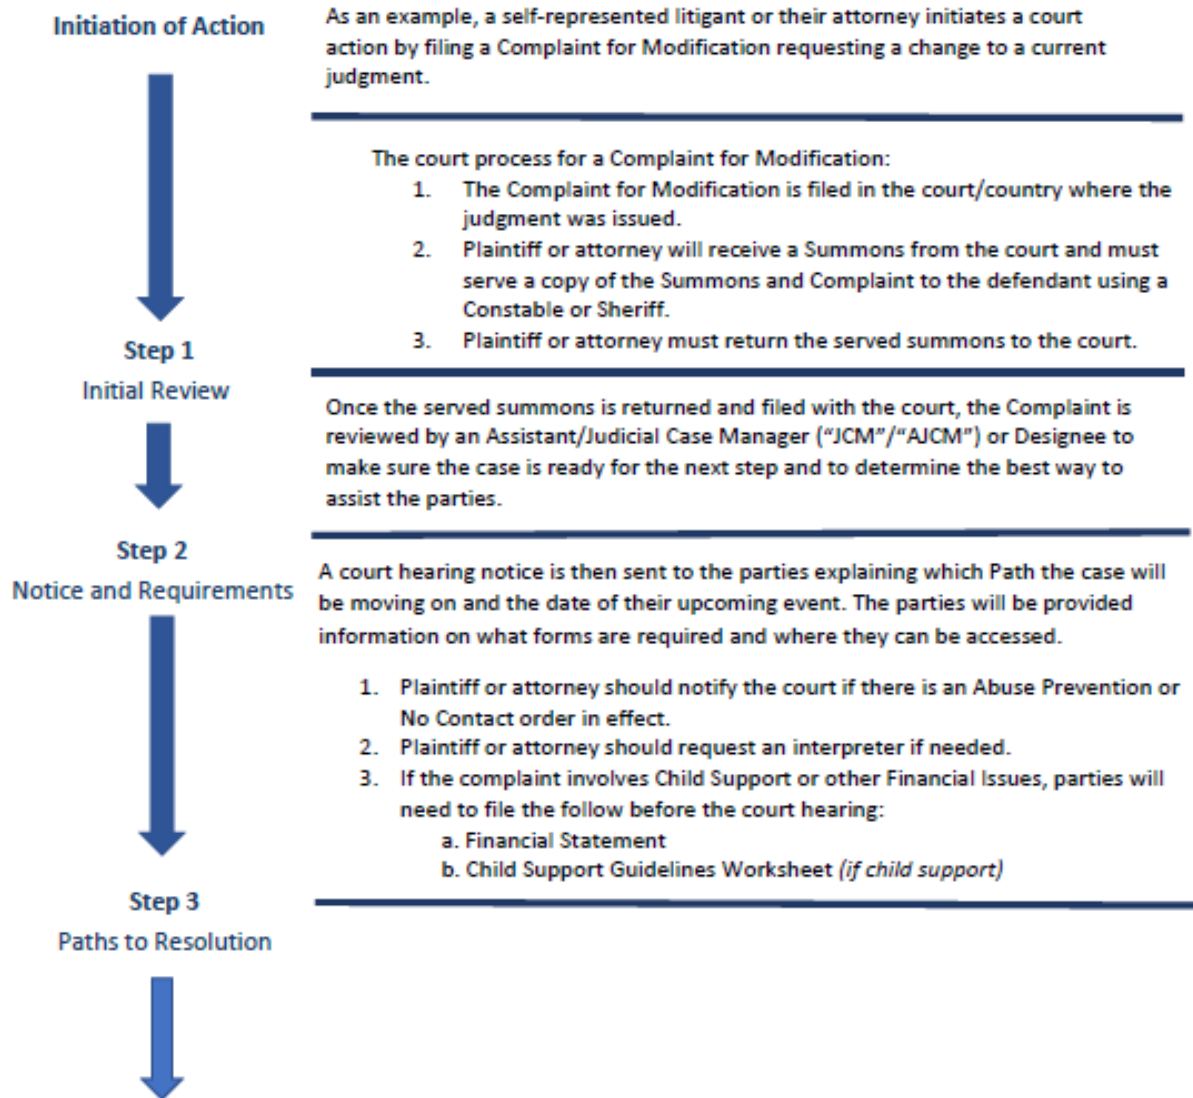 Initiation of Action
As an example, a self-represented litigant or their attorney initiates a court
action by filing a Complaint for Modification requesting a change to a current
judgment.
The court process for a Complaint for Modification:
1. The Complaint for Modification is filed in the court/country where the
judgment was issued.
2. Plaintiff or attorney will receive a Summons from the court and must
serve a copy of the Summons and Complaint to the defendant using a
Constable or Sheriff.
3. Plaintiff or attorney must return the served summons to the court.
Step 1
Initial Review
Once the served summons is returned and filed with the court, the Complaint is
reviewed by an Assistant/Judicial Case Manager (“JCM”/“AJCM”) or Designee to
make sure the case is ready for the next step and to determine the best way to
assist the parties.
Step 2
Notice and Requirements
A court hearing notice is then sent to the parties explaining which Path the case will
be moving on and the date of their upcoming event. The parties will be provided
information on what forms are required and where they can be accessed.
1. Plaintiff or attorney should notify the court if there is an Abuse Prevention or
No Contact order in effect.
2. Plaintiff or attorney should request an interpreter if needed.
3. If the complaint involves Child Support or other Financial Issues, parties will
need to file the follow before the court hearing:
a. Financial Statement
b. Child Support Guidelines Worksheet (if child support)
Step 3
Paths to Resolution